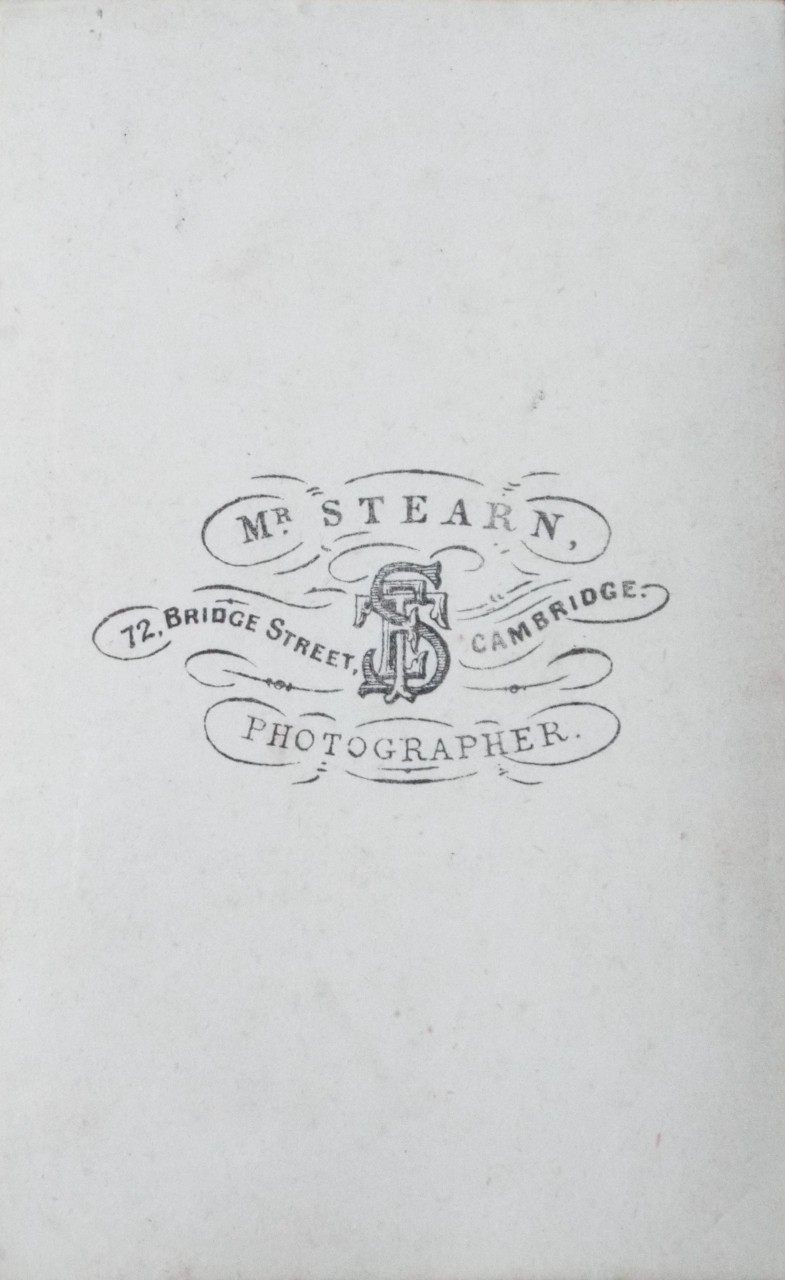 MR. STEARN,
72, BRIDGE STREET, CAMBRIDGE.
PHOTOGRAPHER.